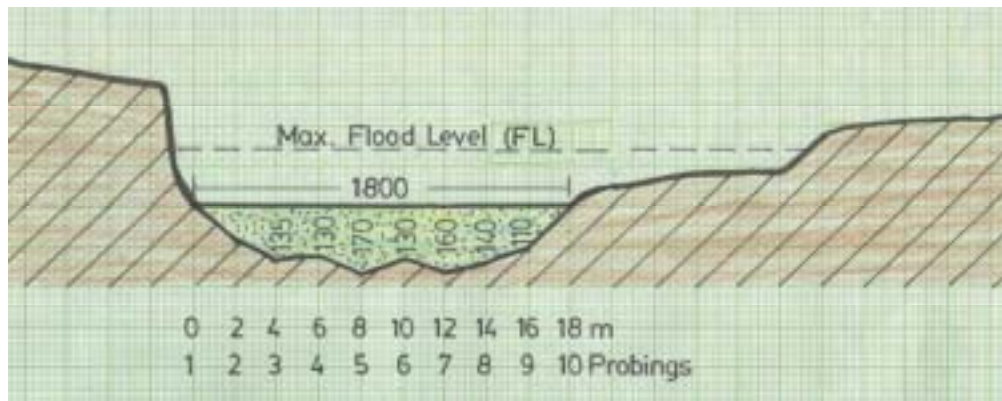 Max. Flood Level (FL)
1800
135 130 170 130 160 140 110
0 2 4 6 8 10 12 14 16 18 m
1 2 3 4 5 6 7 8 9 10 Probings